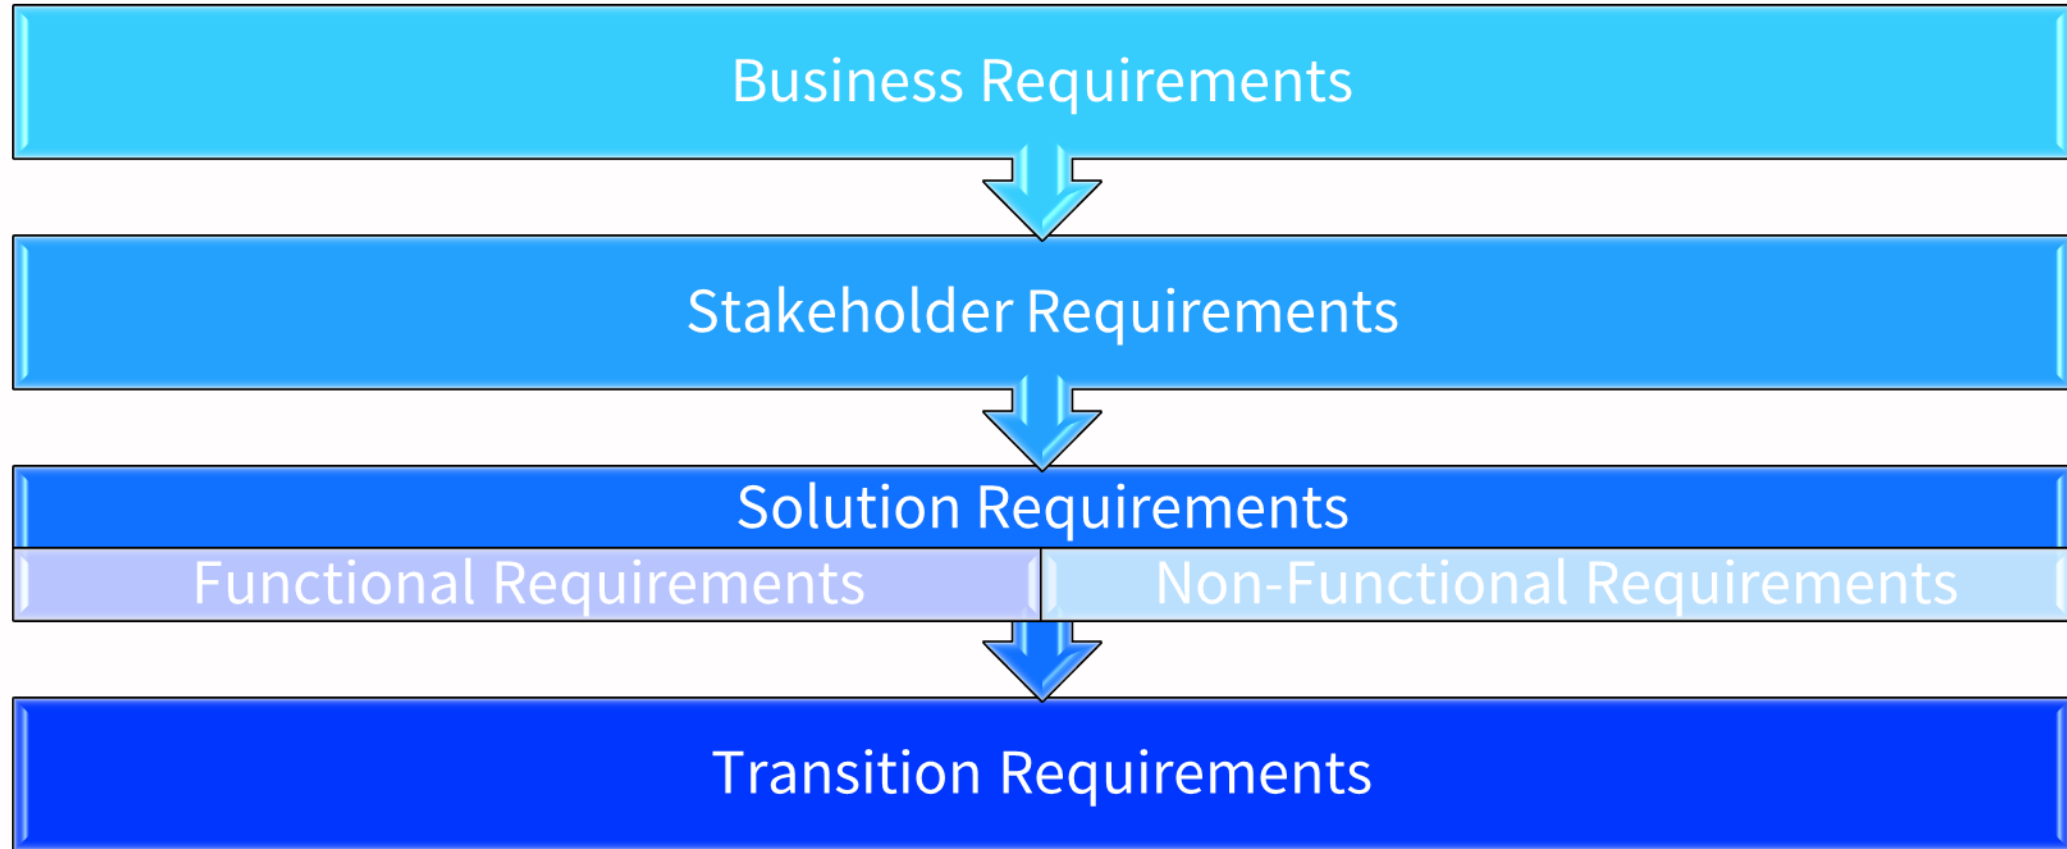 Business Requirements
Stakeholder Requirements
Solution Requirements
Functional Requirements
Non-Functional Requirements
Transition Requirements